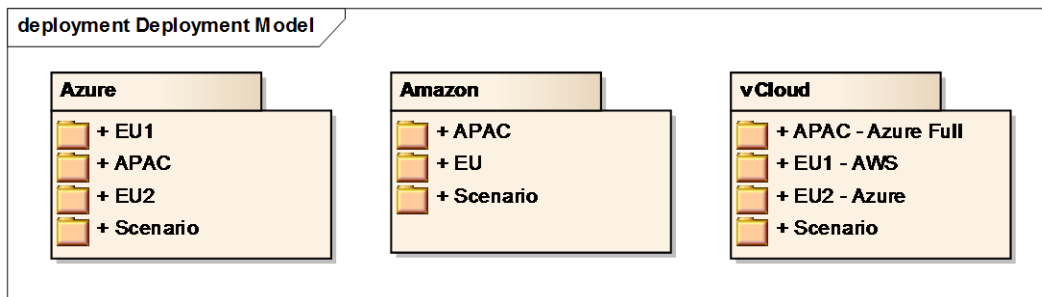 deployment Deployment Model
Azure
+ EU1
+ APAC
+ EU2
+ Scenario
Amazon
+ APAC
+ EU
+ Scenario
vCloud
+ APAC - Azure Full
+ EU1 - AWS
+ EU2 - Azure
+ Scenario